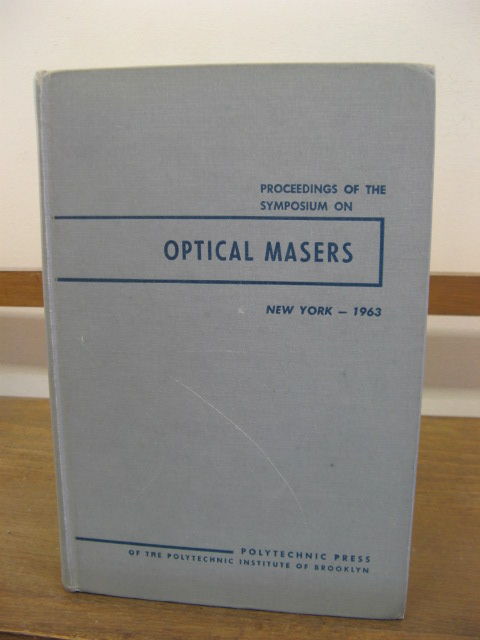 PROCEEDINGS OF THE
SYMPOSIUM ON
OPTICAL MASERS
NEW YORK – 1963
POLYTECHNIC PRESS
OF THE POLYTECHNIC INSTITUTE OF BROOKLYN